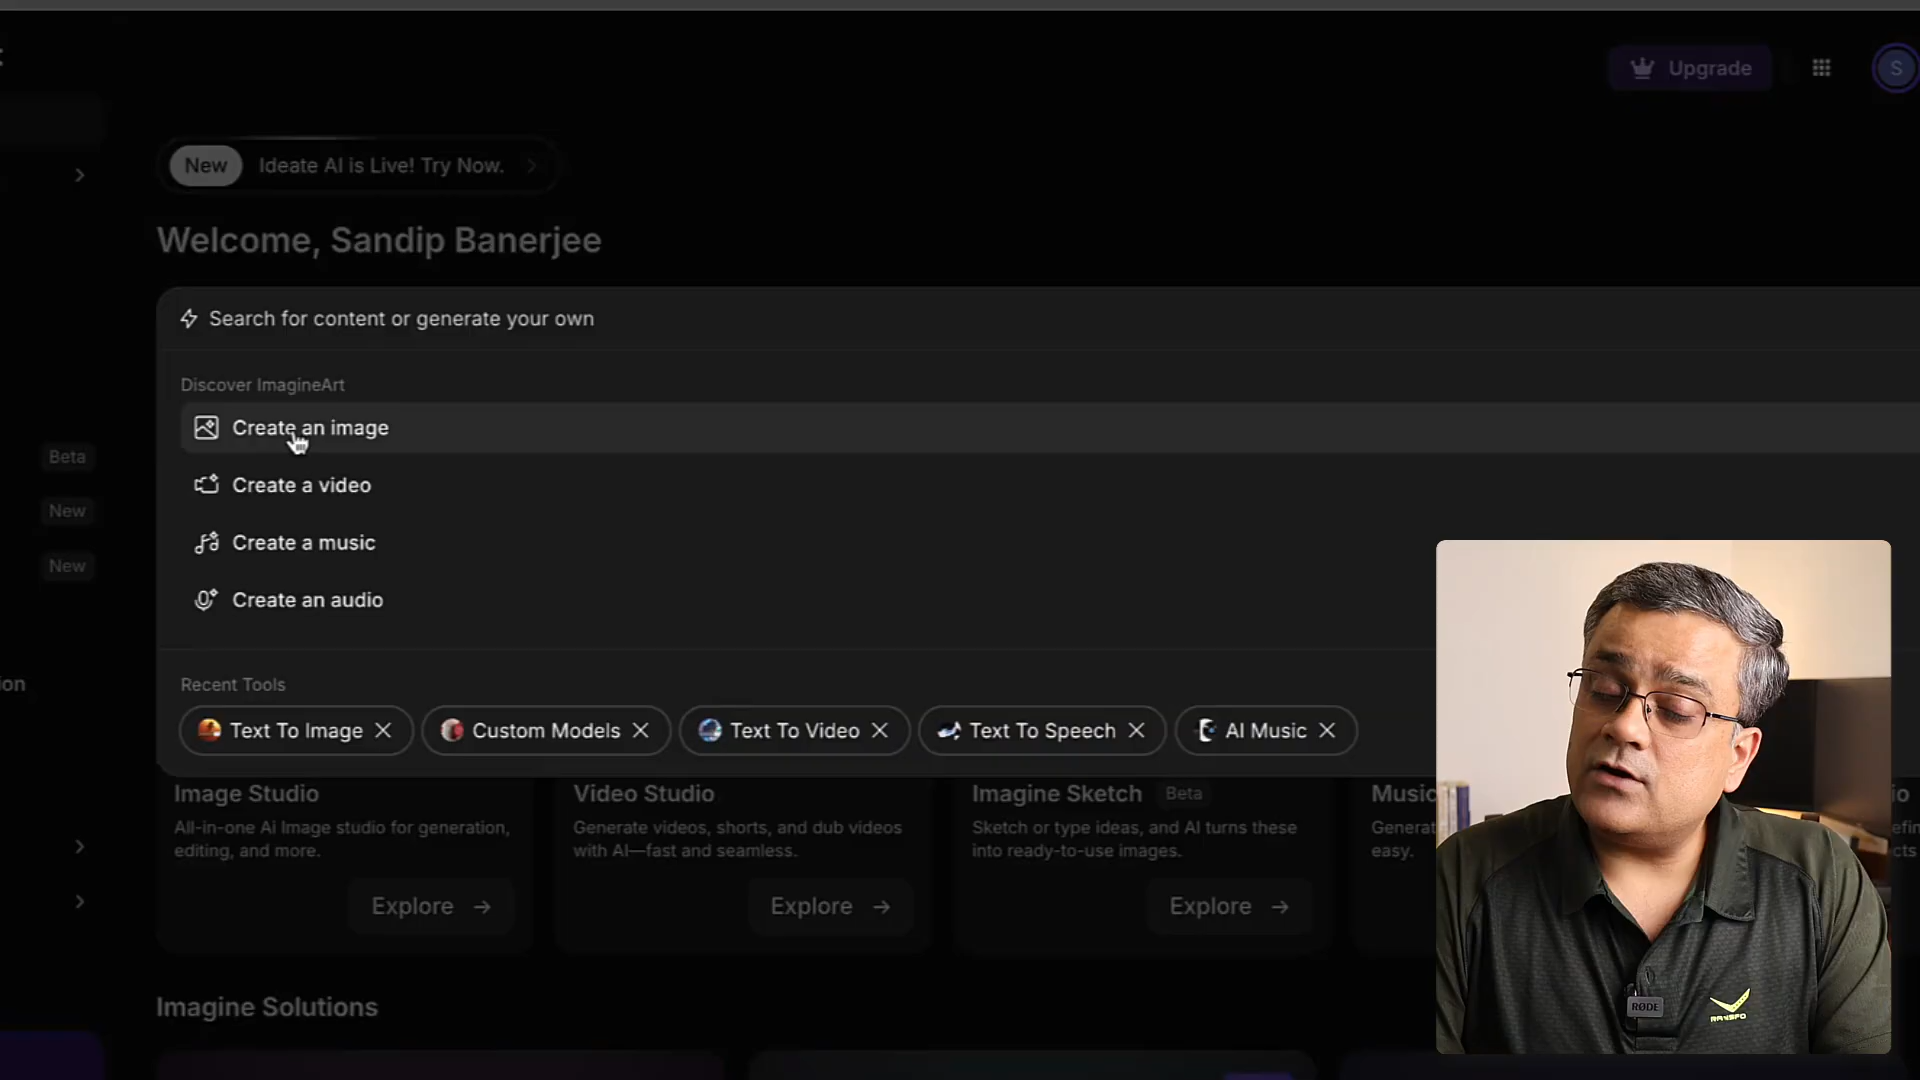 Upgrade
S
New Ideate AI is Live! Try Now.
Welcome, Sandip Banerjee
Search for content or generate your own
Discover ImagineArt
Create an image
Create a video
Create a music
Create an audio
Beta
New
New
ion
Recent Tools
Text To Image
Custom Models
Text To Video
Text To Speech
AI Music
Image Studio
All-in-one Ai Image studio for generation,
editing, and more.
Explore
Video Studio
Generate videos, shorts, and dub videos
with AI—fast and seamless.
Explore
Imagine Sketch Beta
Sketch or type ideas, and AI turns these
into ready-to-use images.
Explore
Music
Generat
easy.
io
efin
cts
Imagine Solutions
RØDE